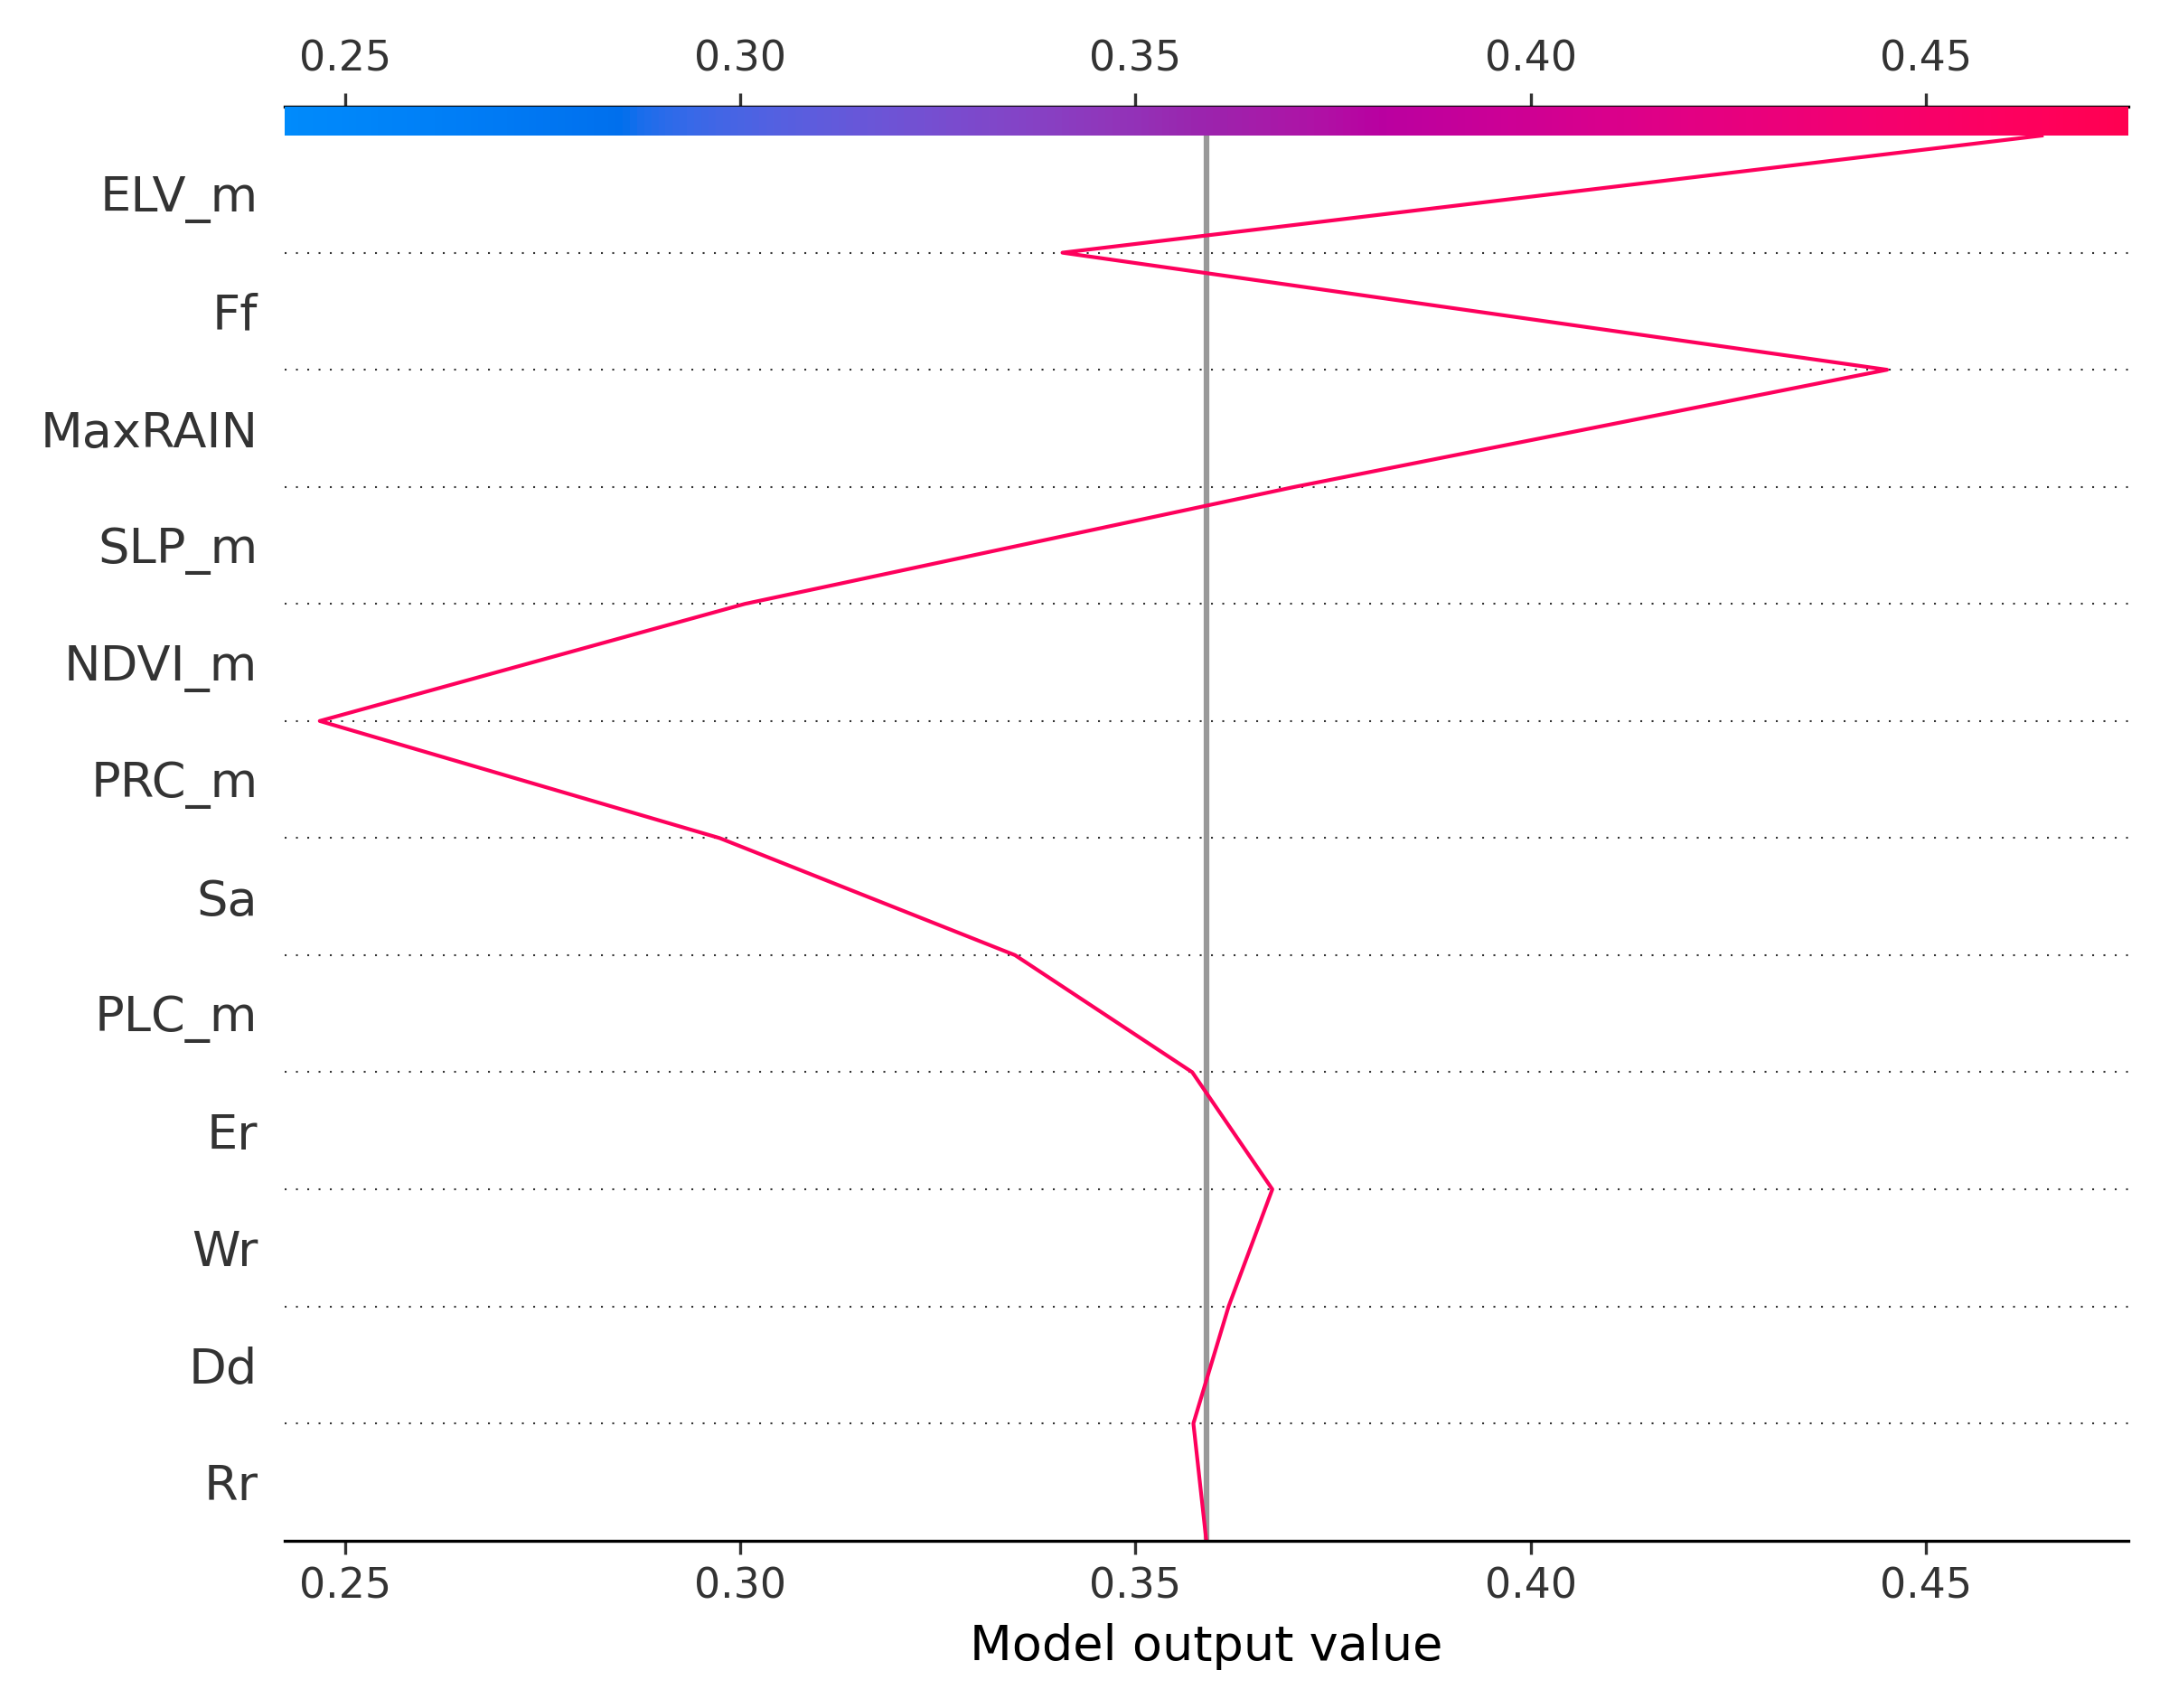 0.25 0.30 0.35 0.40 0.45
ELV_m
Ff
MaxRAIN
SLP_m
NDVI_m
PRC_m
Sa
PLC_m
Er
Wr
Dd
Rr
0.25 0.30 0.35 0.40 0.45
Model output value